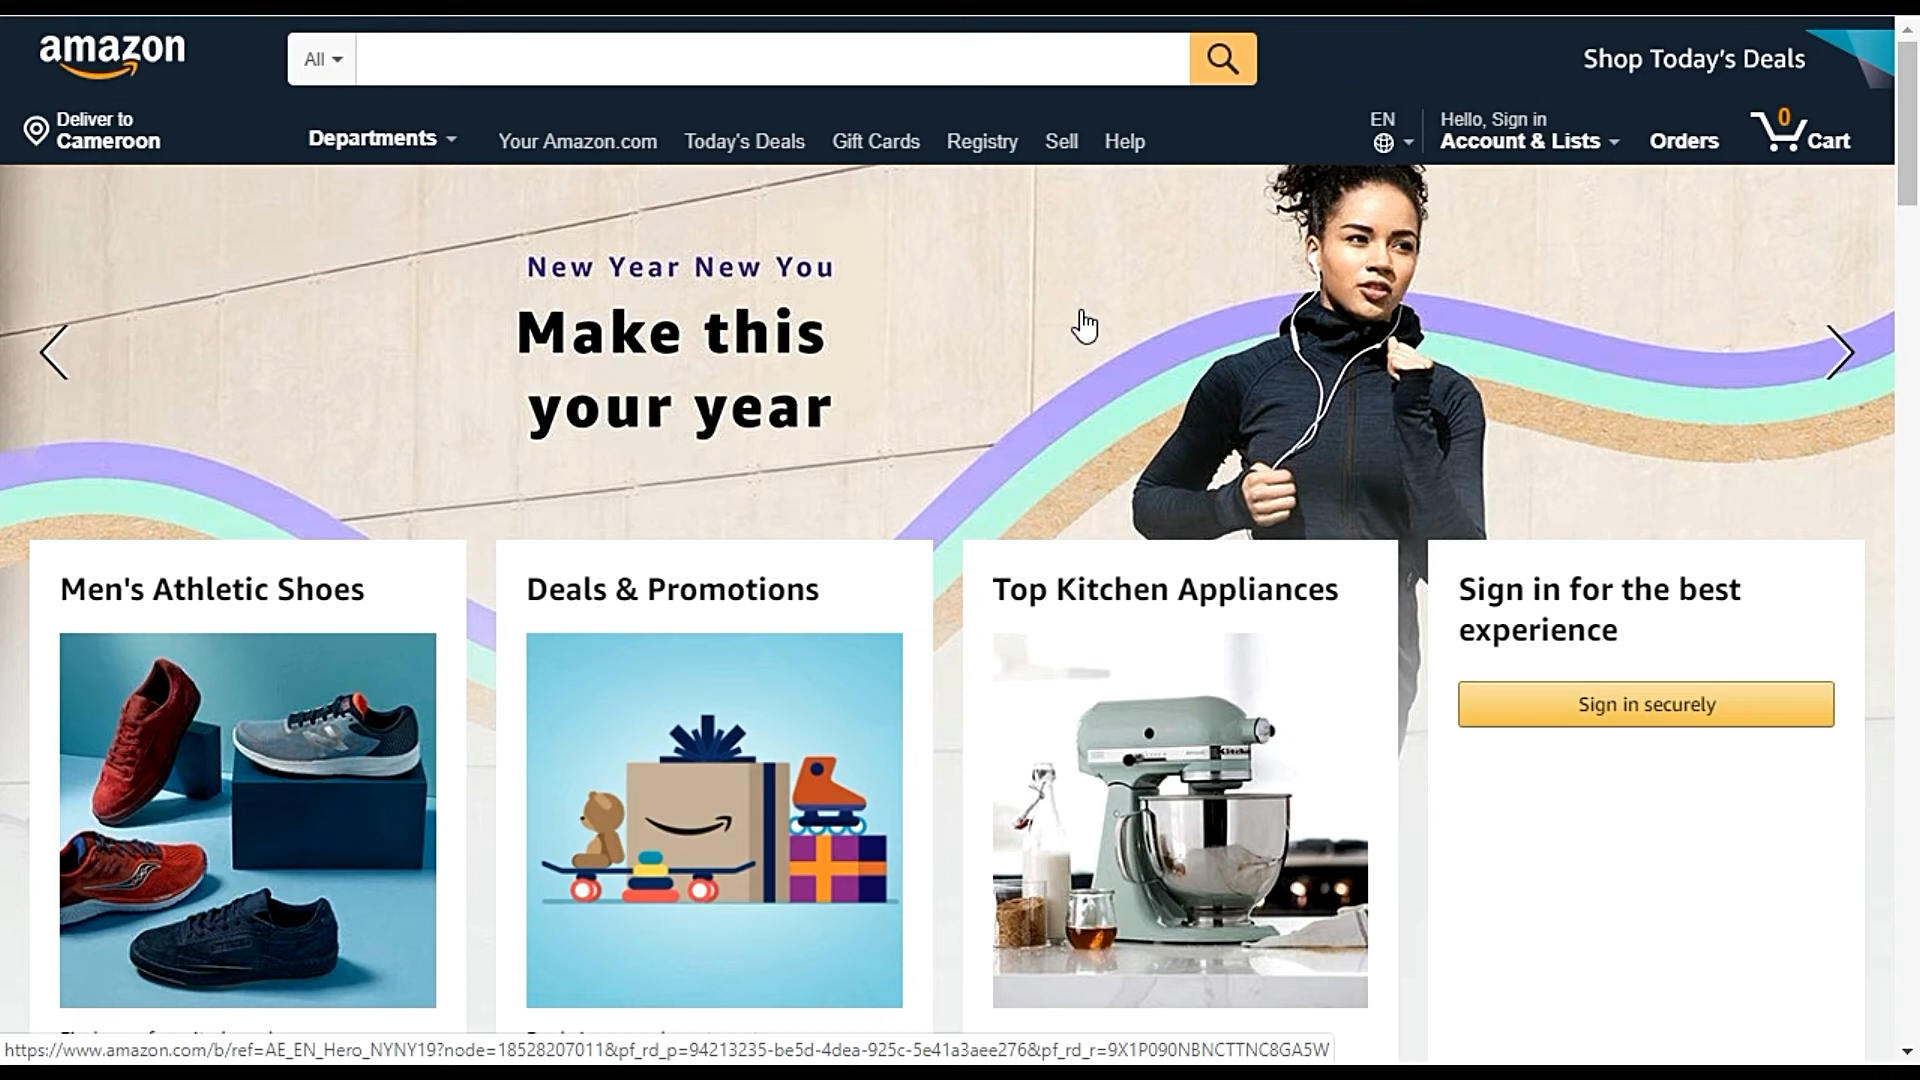 amazon
All
Shop Today's Deals
Deliver to
Cameroon
Departments
Your Amazon.com
Today's Deals
Gift Cards
Registry
Sell
Help
EN
Hello, Sign in
Account & Lists
Orders
0
Cart
New Year New You
Make this
your year
Men's Athletic Shoes
Deals & Promotions
Top Kitchen Appliances
Sign in for the best
experience
Sign in securely
https://www.amazon.com/b/ref=AE_EN_Hero_NYNY19?node=18528207011&pf_rd_p=94213235-be5d-4dea-925c-5e41a3aee276&pf_rd_r=9X1P090NBNCTTNC8GA5W